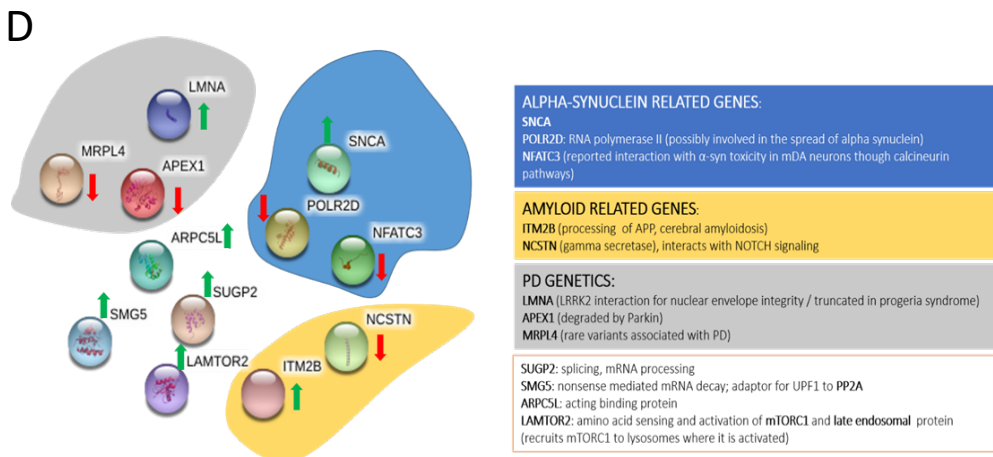 D
LMNA
MRPL4
APEX1
SNCA
POLR2D
NFATC3
ARPC5L
SUGP2
SMG5
LAMTOR2
NCSTN
ITM2B
ALPHA-SYNUCLEIN RELATED GENES:
SNCA
POLR2D: RNA polymerase II (possibly involved in the spread of alpha synuclein)
NFATC3 (reported interaction with α-syn toxicity in mDA neurons though calcineurin
pathways)
AMYLOID RELATED GENES:
ITM2B (processing of APP, cerebral amyloidosis)
NCSTN (gamma secretase), interacts with NOTCH signaling
PD GENETICS:
LMNA (LRRK2 interaction for nuclear envelope integrity / truncated in progeria syndrome)
APEX1 (degraded by Parkin)
MRPL4 (rare variants associated with PD)
SUGP2: splicing, mRNA processing
SMG5: nonsense mediated mRNA decay; adaptor for UPF1 to PP2A
ARPC5L: acting binding protein
LAMTOR2: amino acid sensing and activation of mTORC1 and late endosomal protein
(recruits mTORC1 to lysosomes where it is activated)